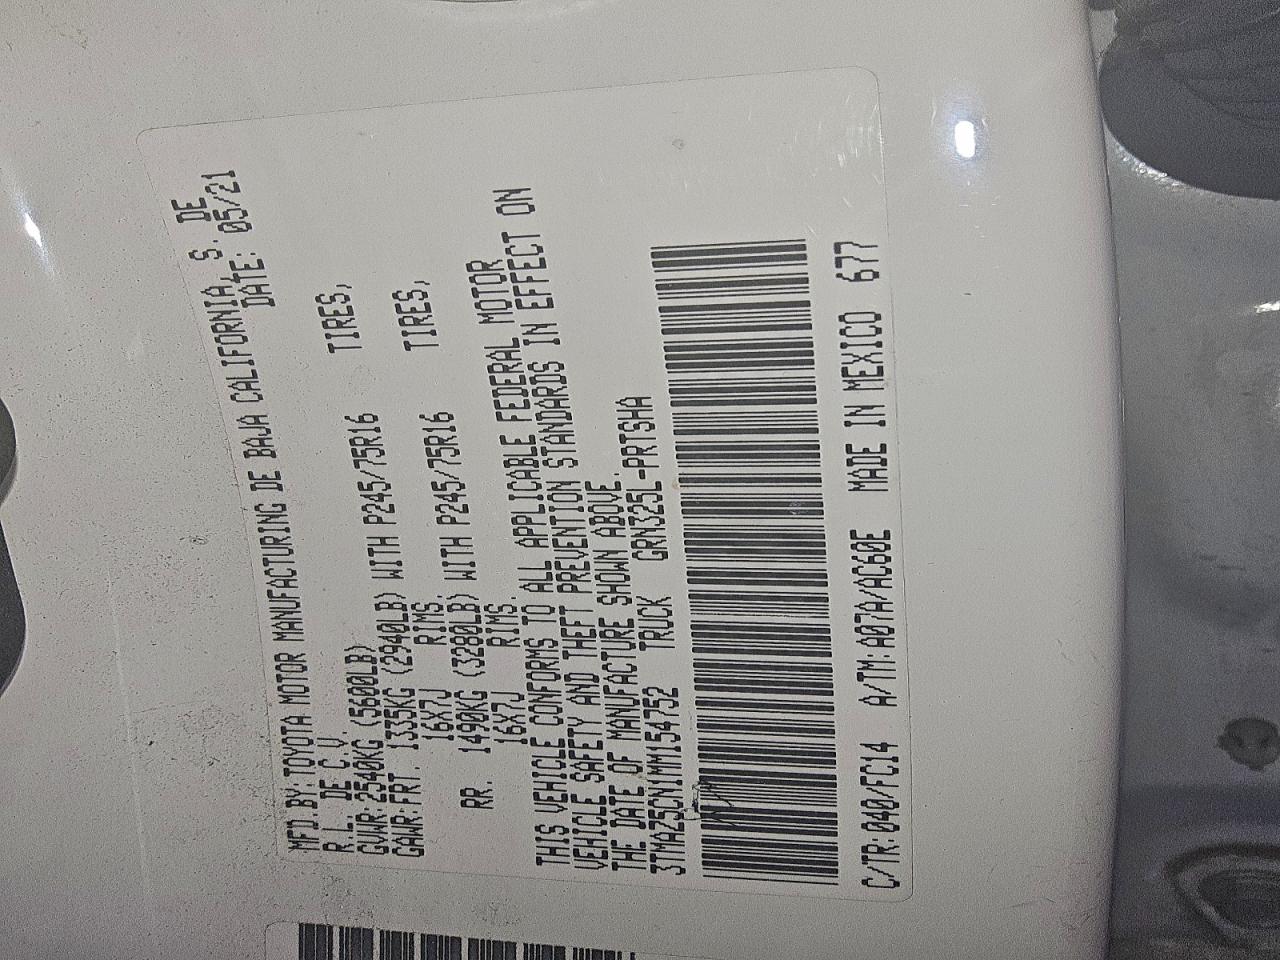 MFD.BY: TOYOTA MOTOR MANUFACTURING DE BAJA CALIFORNIA, S. DE
R.L. DE C.V. DATE: 05/21
GVWR: 2540KG (5600LB)
GAWR: FRT. 1335KG (2940LB) WITH P245/75R16 TIRES,
16X7J RIMS.
RR. 1490KG (3280LB) WITH P245/75R16 TIRES,
16X7J RIMS.
THIS VEHICLE CONFORMS TO ALL APPLICABLE FEDERAL MOTOR
VEHICLE SAFETY AND THEFT PREVENTION STANDARDS IN EFFECT ON
THE DATE OF MANUFACTURE SHOWN ABOVE.
3TMAZ5CN1MM154752 TRUCK GRN325L-PRTSHA
C/TR: 040/FC14 A/TM: A07A/AC60E MADE IN MEXICO 677